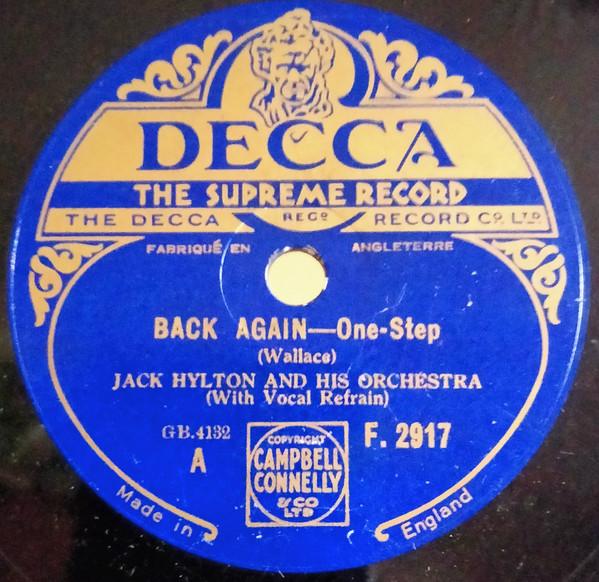 DECCA
THE SUPREME RECORD
THE DECCA REGD RECORD CO. LTD
FABRIQUÉ EN ANGLETERRE
BACK AGAIN—One-Step
(Wallace)
JACK HYLTON AND HIS ORCHESTRA
(With Vocal Refrain)
GB.4132
A
COPYRIGHT
CAMPBELL
CONNELLY
& CO
LTD
F. 2917
Made in England